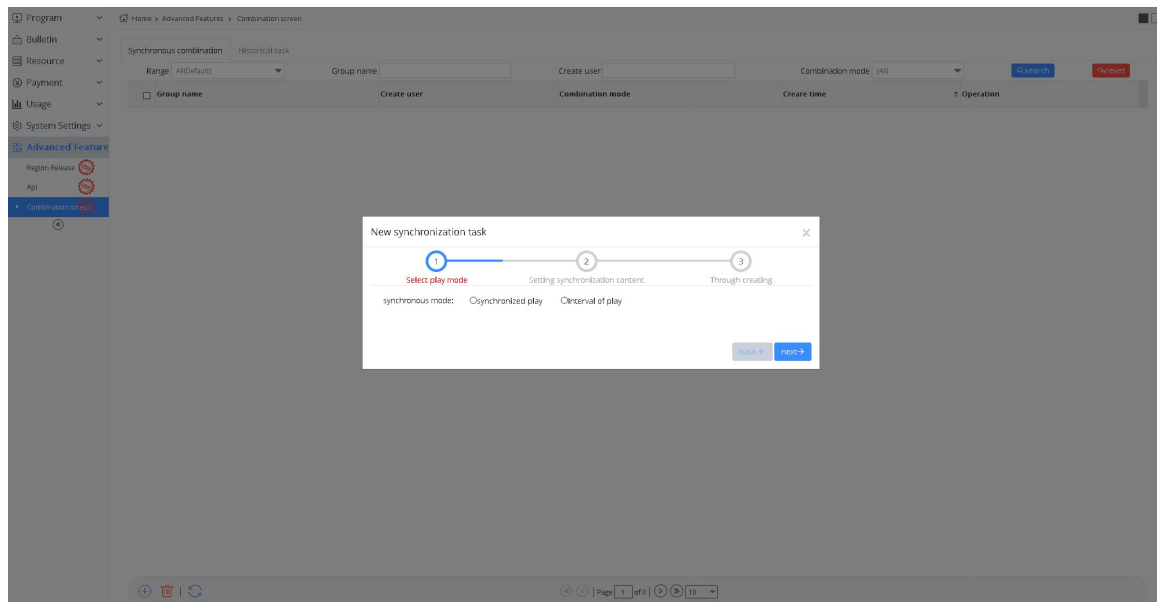 Program
Home > Advanced Features > Combination screen
Bulletin
Synchronous combination Historical task
Resource
Range All(Default) Group name Create user Combination mode (All) search reset
Payment
Group name Create user Combination mode Creare time Operation
Usage
System Settings
Advanced Feature
Region Release
Api
Combination screen
New synchronization task
1 2 3
Select play mode Setting synchronization content Through creating
synchronous mode: synchronized play Interval of play
back next
Page 1 of 0 10